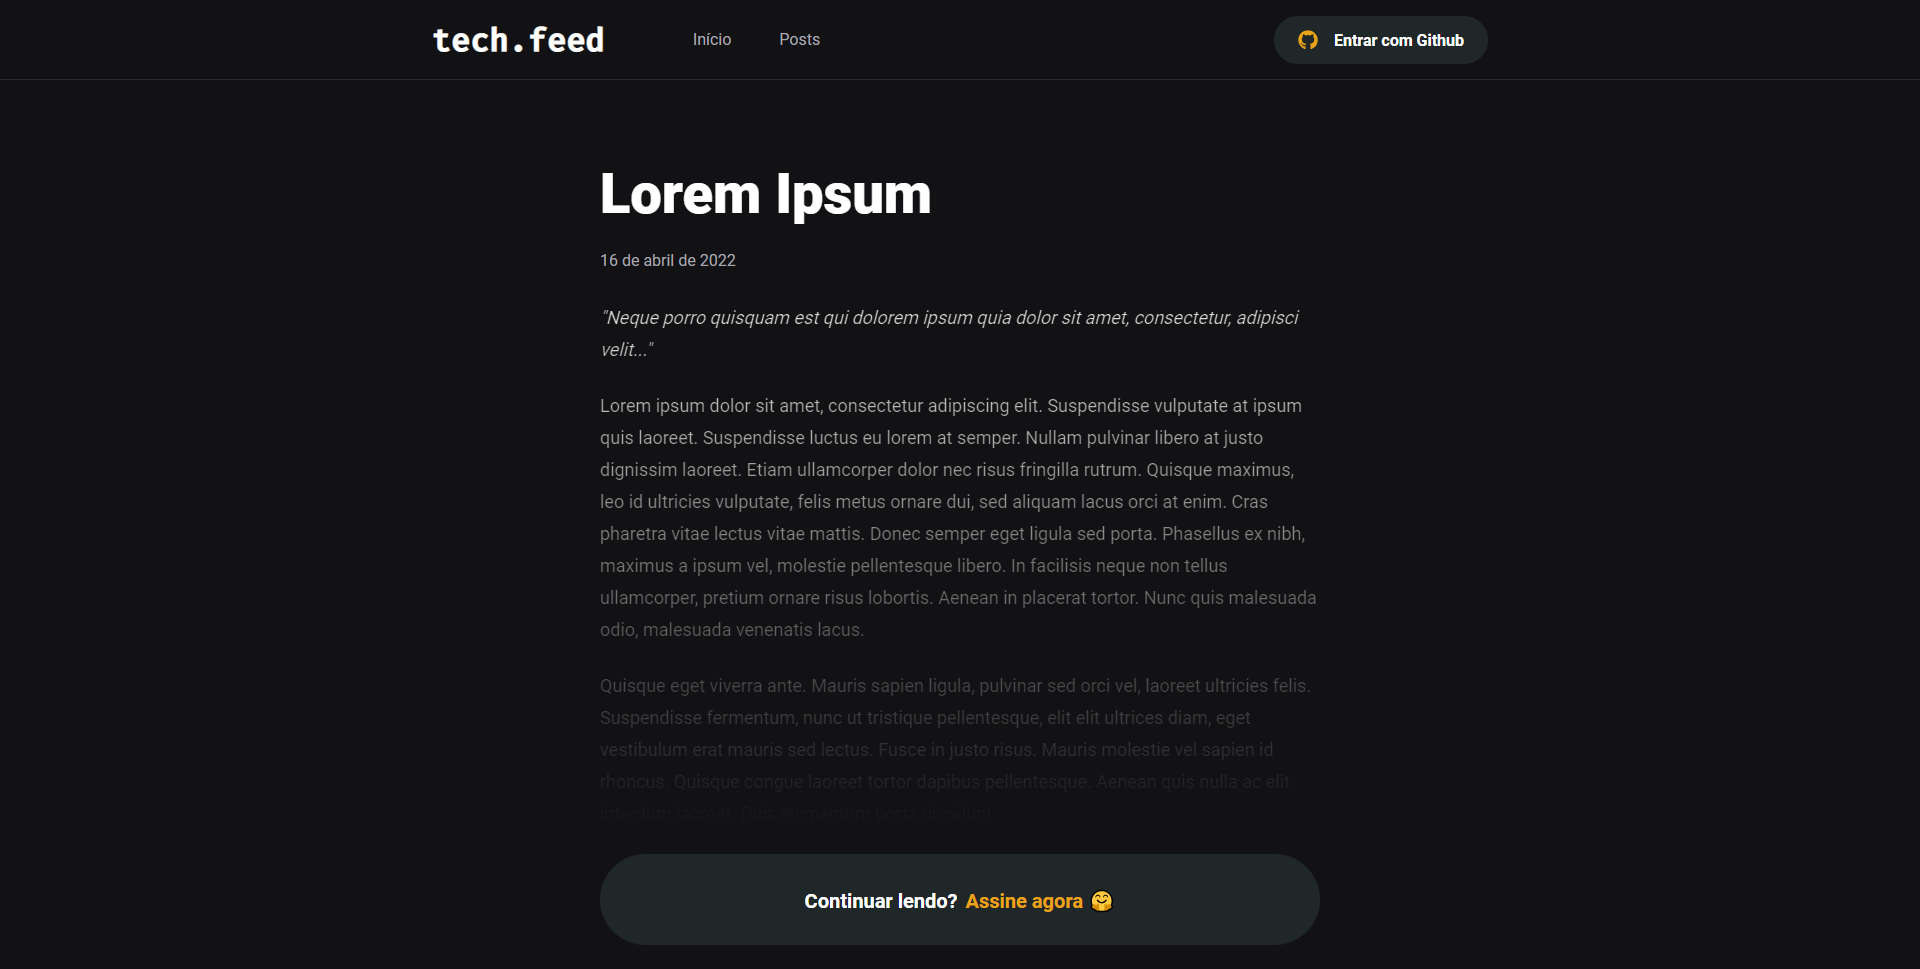 tech.feed
Início
Posts
Entrar com Github
Lorem Ipsum
16 de abril de 2022
"Neque porro quisquam est qui dolorem ipsum quia dolor sit amet, consectetur, adipisci
velit..."
Lorem ipsum dolor sit amet, consectetur adipiscing elit. Suspendisse vulputate at ipsum
quis laoreet. Suspendisse luctus eu lorem at semper. Nullam pulvinar libero at justo
dignissim laoreet. Etiam ullamcorper dolor nec risus fringilla rutrum. Quisque maximus,
leo id ultricies vulputate, felis metus ornare dui, sed aliquam lacus orci at enim. Cras
pharetra vitae lectus vitae mattis. Donec semper eget ligula sed porta. Phasellus ex nibh,
maximus a ipsum vel, molestie pellentesque libero. In facilisis neque non tellus
ullamcorper, pretium ornare risus lobortis. Aenean in placerat tortor. Nunc quis malesuada
odio, malesuada venenatis lacus.
Quisque eget viverra ante. Mauris sapien ligula, pulvinar sed orci vel, laoreet ultricies felis.
Suspendisse fermentum, nunc ut tristique pellentesque, elit elit ultrices diam, eget
vestibulum erat mauris sed lectus. Fusce in justo risus. Mauris molestie vel sapien id
rhoncus. Quisque congue laoreet tortor dapibus pellentesque. Aenean quis nulla ac elit
interdum laoreet. Duis elementum porta tincidunt
Continuar lendo? Assine agora 🤗